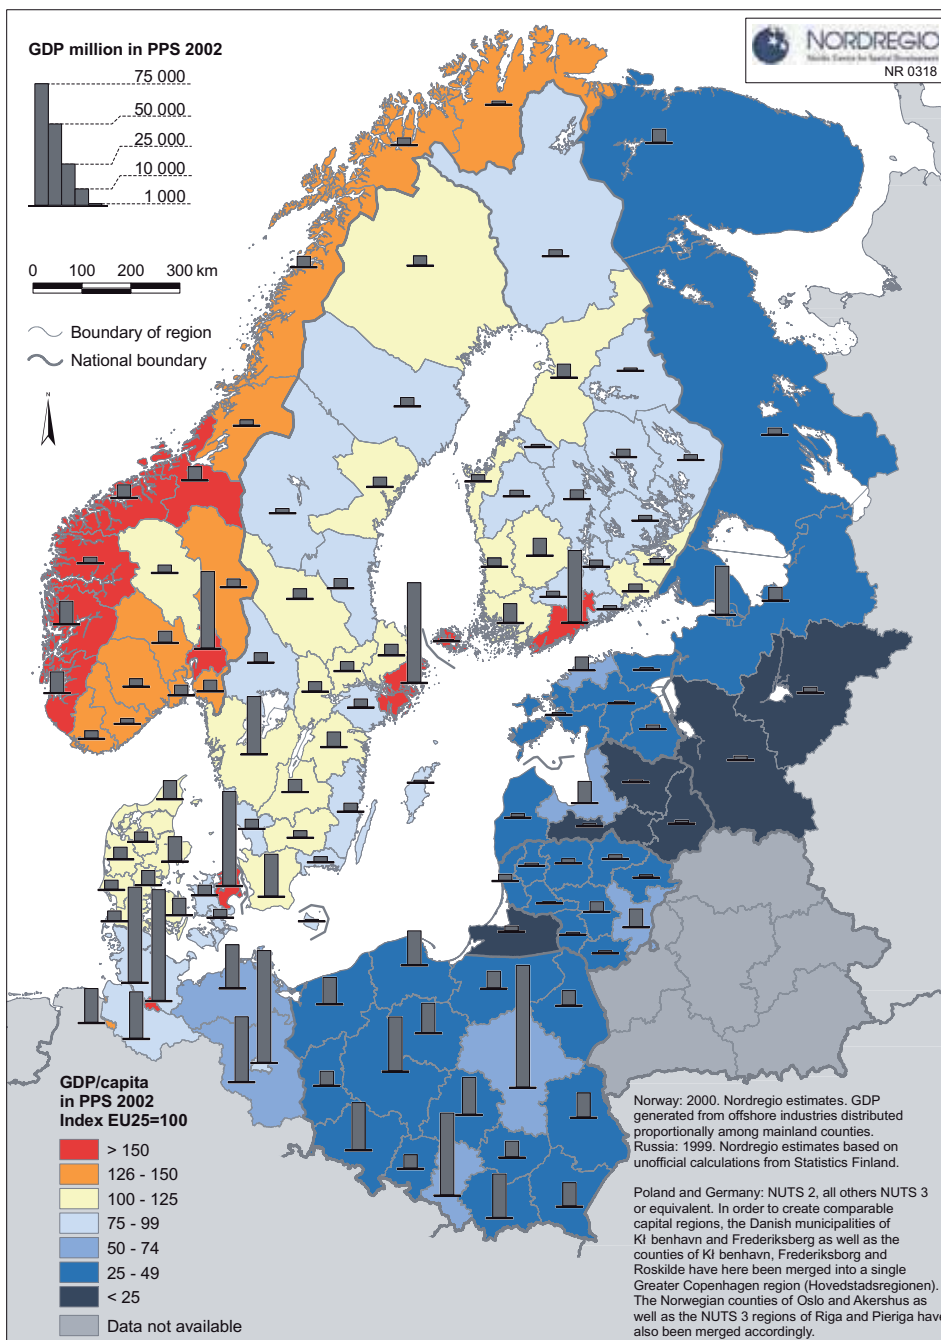 GDP million in PPS 2002
75 000
50 000
25 000
10 000
1 000
NORDREGIO
Nordic Centre for Spatial Development
NR 0318
0 100 200 300 km
Boundary of region
National boundary
N
GDP/capita
in PPS 2002
Index EU25=100
> 150
126 - 150
100 - 125
75 - 99
50 - 74
25 - 49
< 25
Data not available
Norway: 2000. Nordregio estimates. GDP
generated from offshore industries distributed
proportionally among mainland counties.
Russia: 1999. Nordregio estimates based on
unofficial calculations from Statistics Finland.
Poland and Germany: NUTS 2, all others NUTS 3
or equivalent. In order to create comparable
capital regions, the Danish municipalities of
Kł benhavn and Frederiksberg as well as the
counties of Kł benhavn, Frederiksborg and
Roskilde have here been merged into a single
Greater Copenhagen region (Hovedstadsregionen).
The Norwegian counties of Oslo and Akershus as
well as the NUTS 3 regions of Riga and Pieriga have
also been merged accordingly.